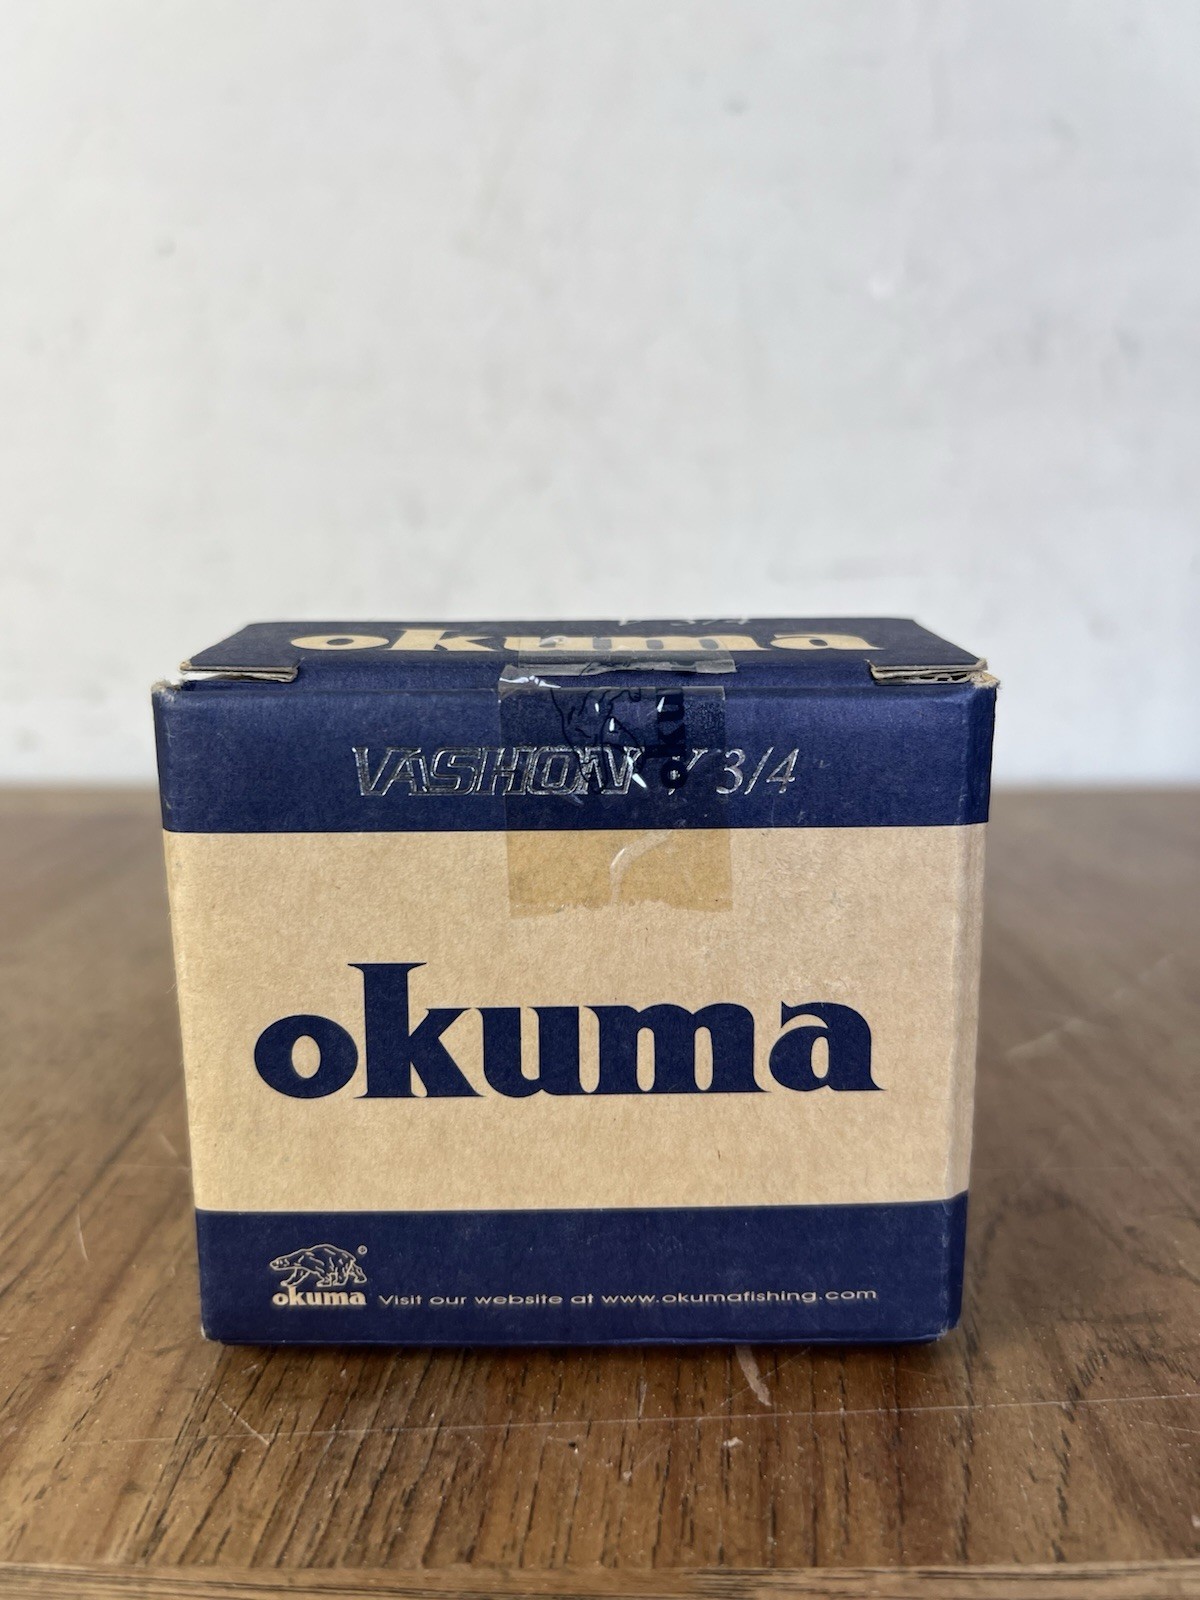 okuma
VASHON V 3/4
okuma
okuma Visit our website at www.okumafishing.com